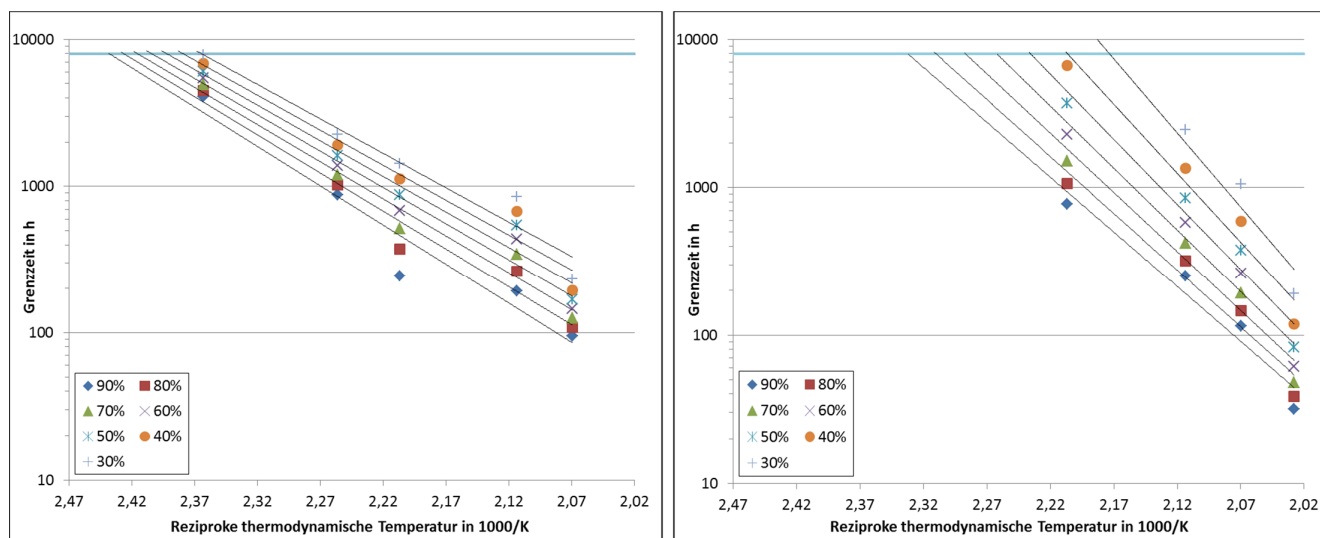 10000
1000
100
10
Grenzzeit in h
90% 80%
70% 60%
50% 40%
30%
2,47 2,42 2,37 2,32 2,27 2,22 2,17 2,12 2,07 2,02
Reziproke thermodynamische Temperatur in 1000/K
10000
1000
100
10
Grenzzeit in h
90% 80%
70% 60%
50% 40%
30%
2,47 2,42 2,37 2,32 2,27 2,22 2,17 2,12 2,07 2,02
Reziproke thermodynamische Temperatur in 1000/K